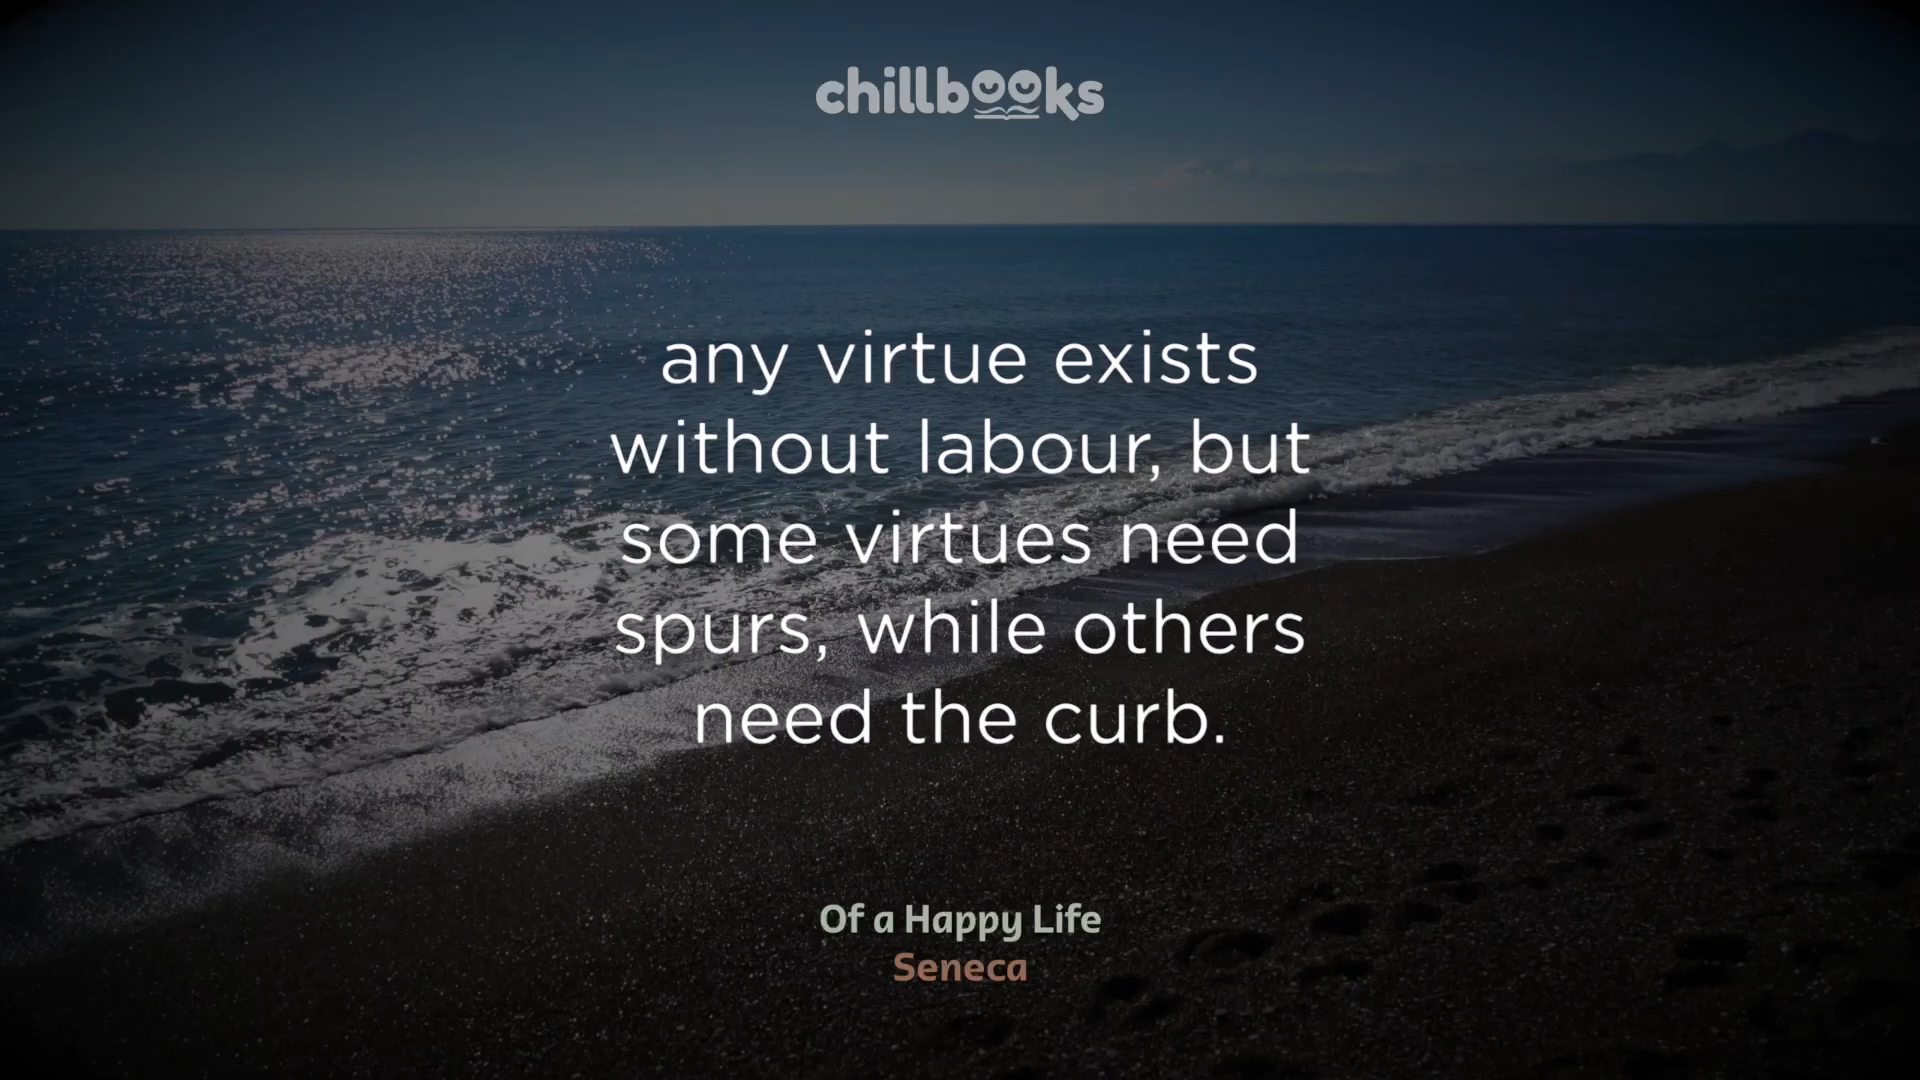 chillbooks
any virtue exists
without labour, but
some virtues need
spurs, while others
need the curb.
Of a Happy Life
Seneca